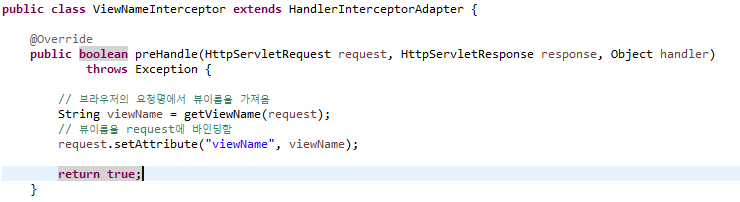 public class ViewNameInterceptor extends HandlerInterceptorAdapter {
@Override
public boolean preHandle(HttpServletRequest request, HttpServletResponse response, Object handler)
throws Exception {
// 브라우저의 요청명에서 뷰이름을 가져옴
String viewName = getViewName(request);
// 뷰이름을 request에 바인딩함
request.setAttribute("viewName", viewName);
return true;
}